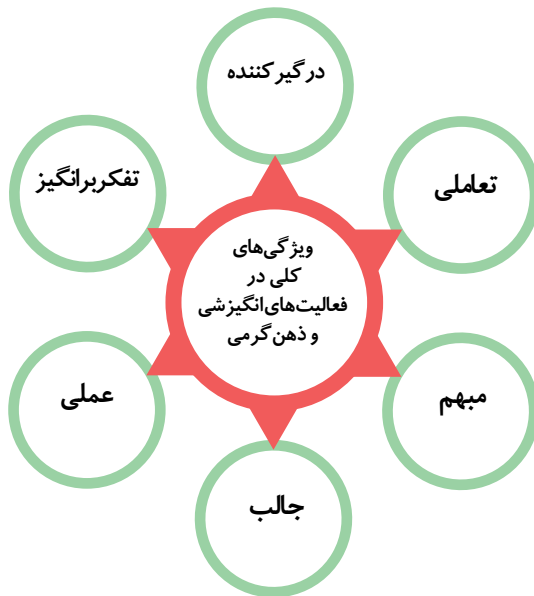 درگیرکننده
تعاملی
تفکربرانگیز
ویژگی‌های
کلی در
فعالیت‌های‌انگیزشی
و ذهن‌گرمی
مبهم
عملی
جالب